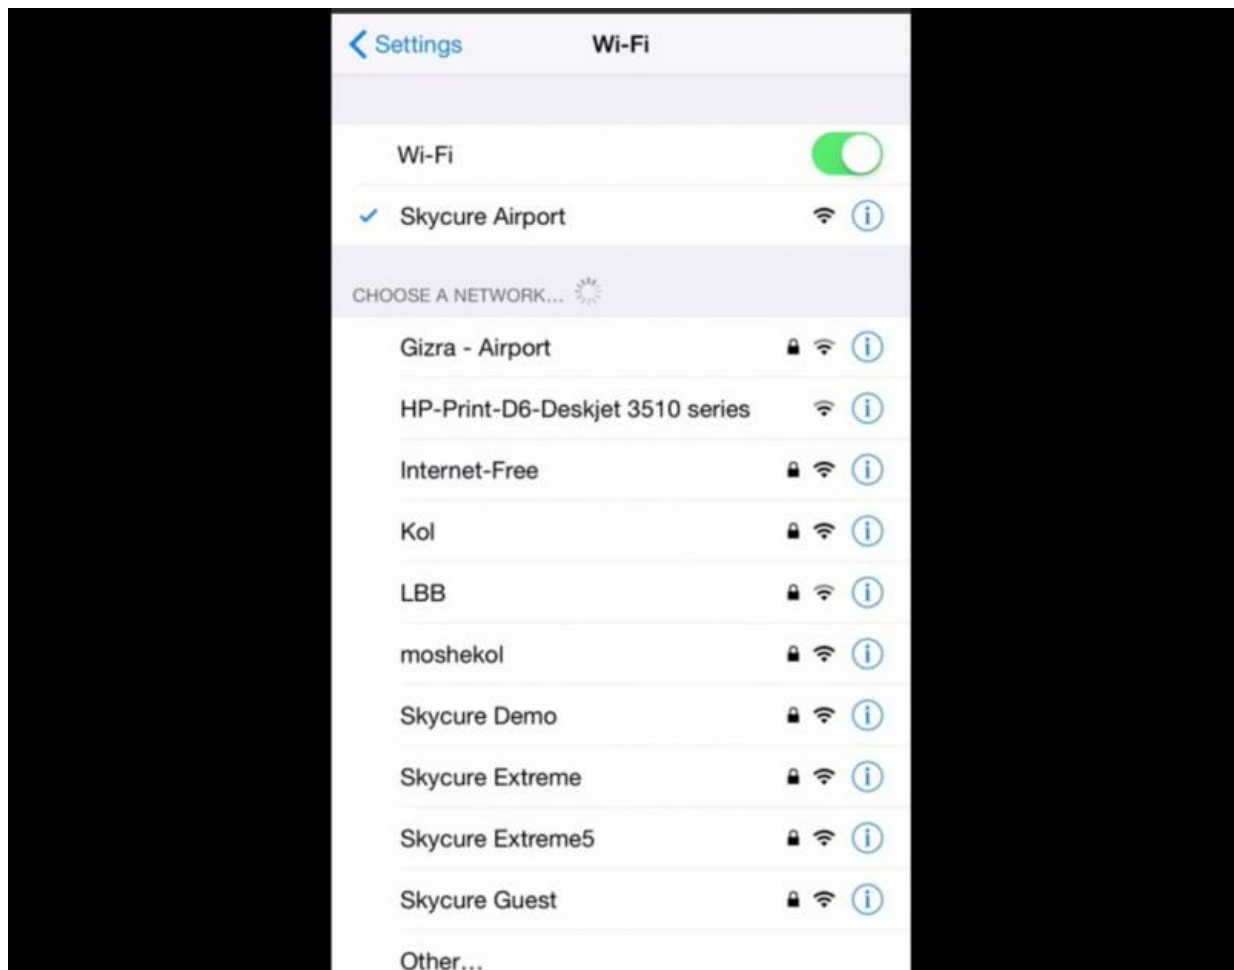 Settings
Wi-Fi
Wi-Fi
Skycure Airport
CHOOSE A NETWORK...
Gizra - Airport
HP-Print-D6-Deskjet 3510 series
Internet-Free
Kol
LBB
moshekol
Skycure Demo
Skycure Extreme
Skycure Extreme5
Skycure Guest
Other...